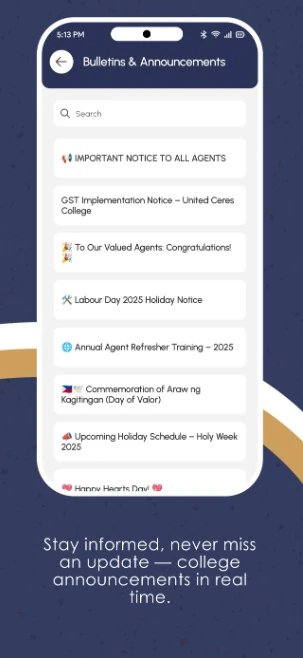 5:13 PM
Bulletins & Announcements
Search
📢 IMPORTANT NOTICE TO ALL AGENTS
GST Implementation Notice – United Ceres
College
🎉 To Our Valued Agents: Congratulations!
🎉
🛠️ Labour Day 2025 Holiday Notice
🌐 Annual Agent Refresher Training – 2025
🇵🇭🕊️ Commemoration of Araw ng
Kagitingan (Day of Valor)
📣 Upcoming Holiday Schedule – Holy Week
2025
💖 Happy Hearts Day! 💖
Stay informed, never miss
an update — college
announcements in real
time.